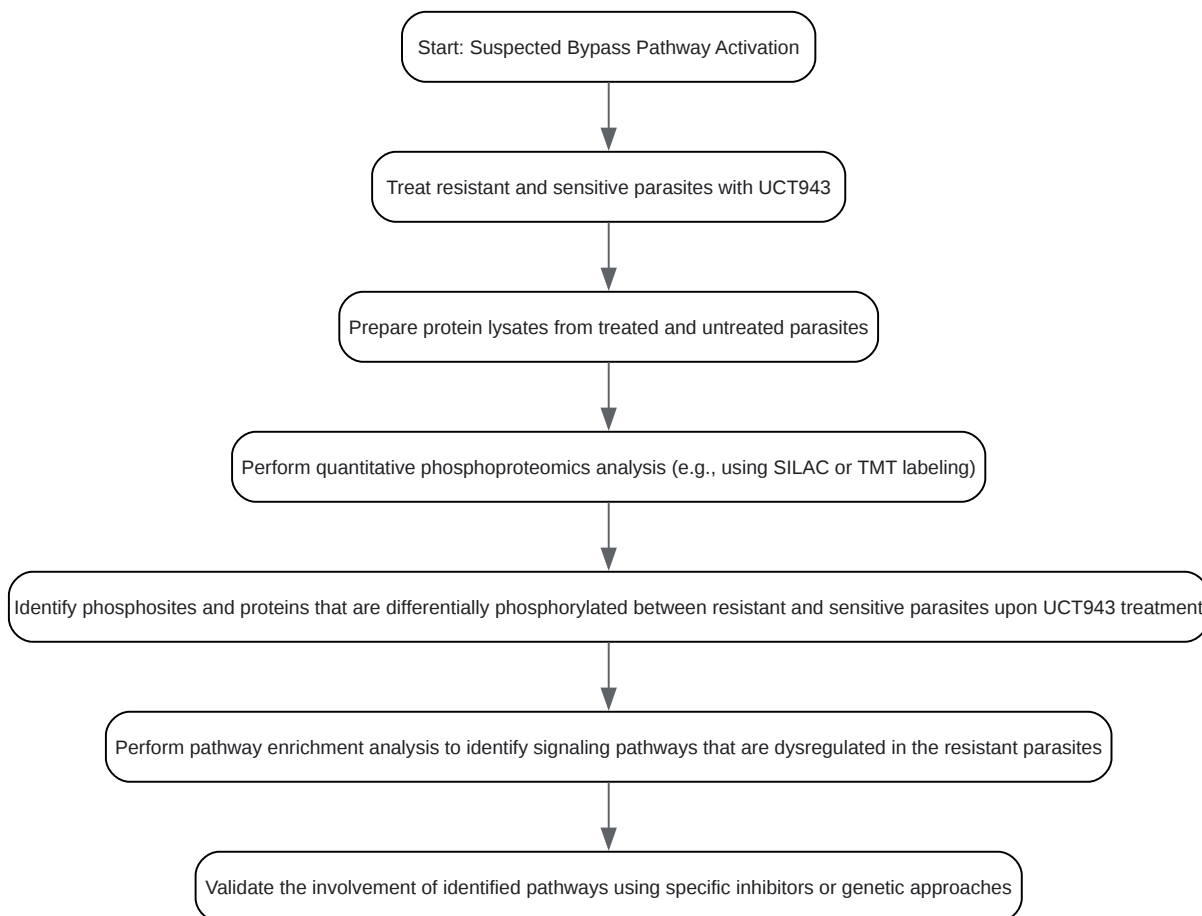 Start: Suspected Bypass Pathway Activation
Treat resistant and sensitive parasites with UCT943
Prepare protein lysates from treated and untreated parasites
Perform quantitative phosphoproteomics analysis (e.g., using SILAC or TMT labeling)
Identify phosphosites and proteins that are differentially phosphorylated between resistant and sensitive parasites upon UCT943 treatment
Perform pathway enrichment analysis to identify signaling pathways that are dysregulated in the resistant parasites
Validate the involvement of identified pathways using specific inhibitors or genetic approaches